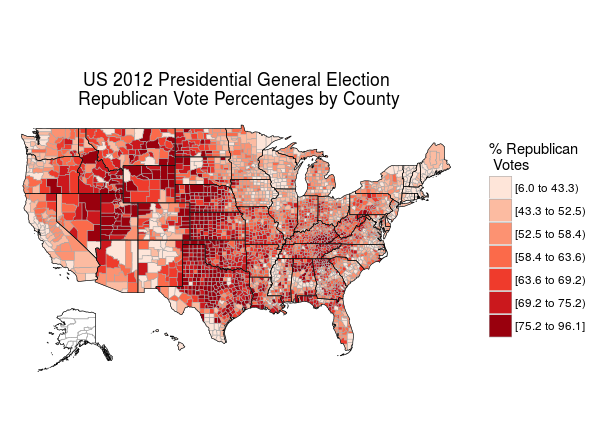 US 2012 Presidential General Election
Republican Vote Percentages by County
% Republican
Votes
[6.0 to 43.3)
[43.3 to 52.5)
[52.5 to 58.4)
[58.4 to 63.6)
[63.6 to 69.2)
[69.2 to 75.2)
[75.2 to 96.1]